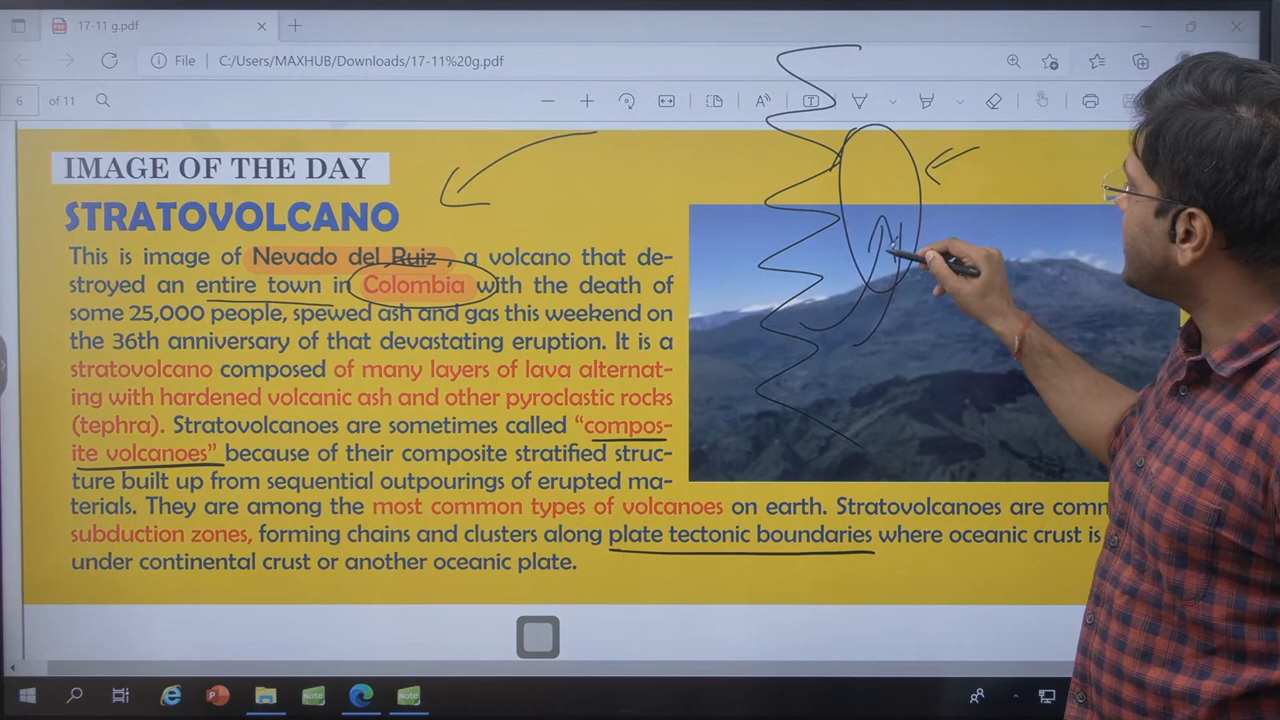 17-11 g.pdf
File
C:/Users/MAXHUB/Downloads/17-11%20g.pdf
6 of 11
IMAGE OF THE DAY
STRATOVOLCANO
This is image of Nevado del Ruiz , a volcano that de-
stroyed an entire town in Colombia with the death of
some 25,000 people, spewed ash and gas this weekend on
the 36th anniversary of that devastating eruption. It is a
stratovolcano composed of many layers of lava alternat-
ing with hardened volcanic ash and other pyroclastic rocks
(tephra). Stratovolcanoes are sometimes called “compos-
ite volcanoes” because of their composite stratified struc-
ture built up from sequential outpourings of erupted ma-
terials. They are among the most common types of volcanoes on earth. Stratovolcanoes are
subduction zones, forming chains and clusters along plate tectonic boundaries where oceanic crust is
under continental crust or another oceanic plate.